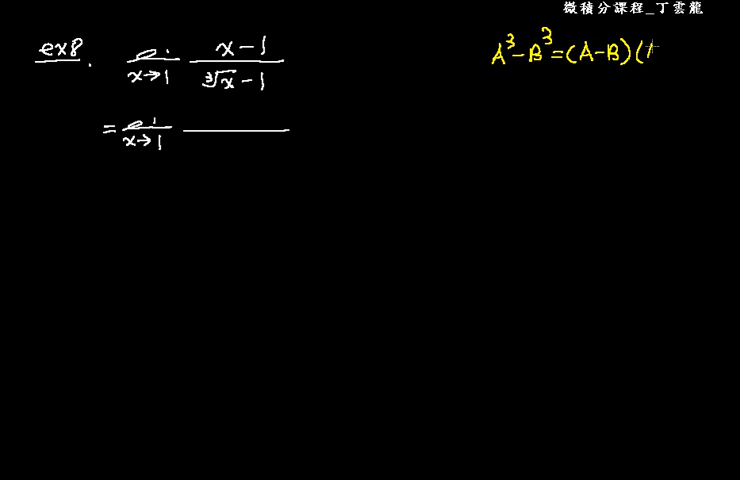 微積分課程_丁雲龍
ex8. lim x→1 x-1 / ∛x - 1
A³-B³=(A-B)(
= lim x→1